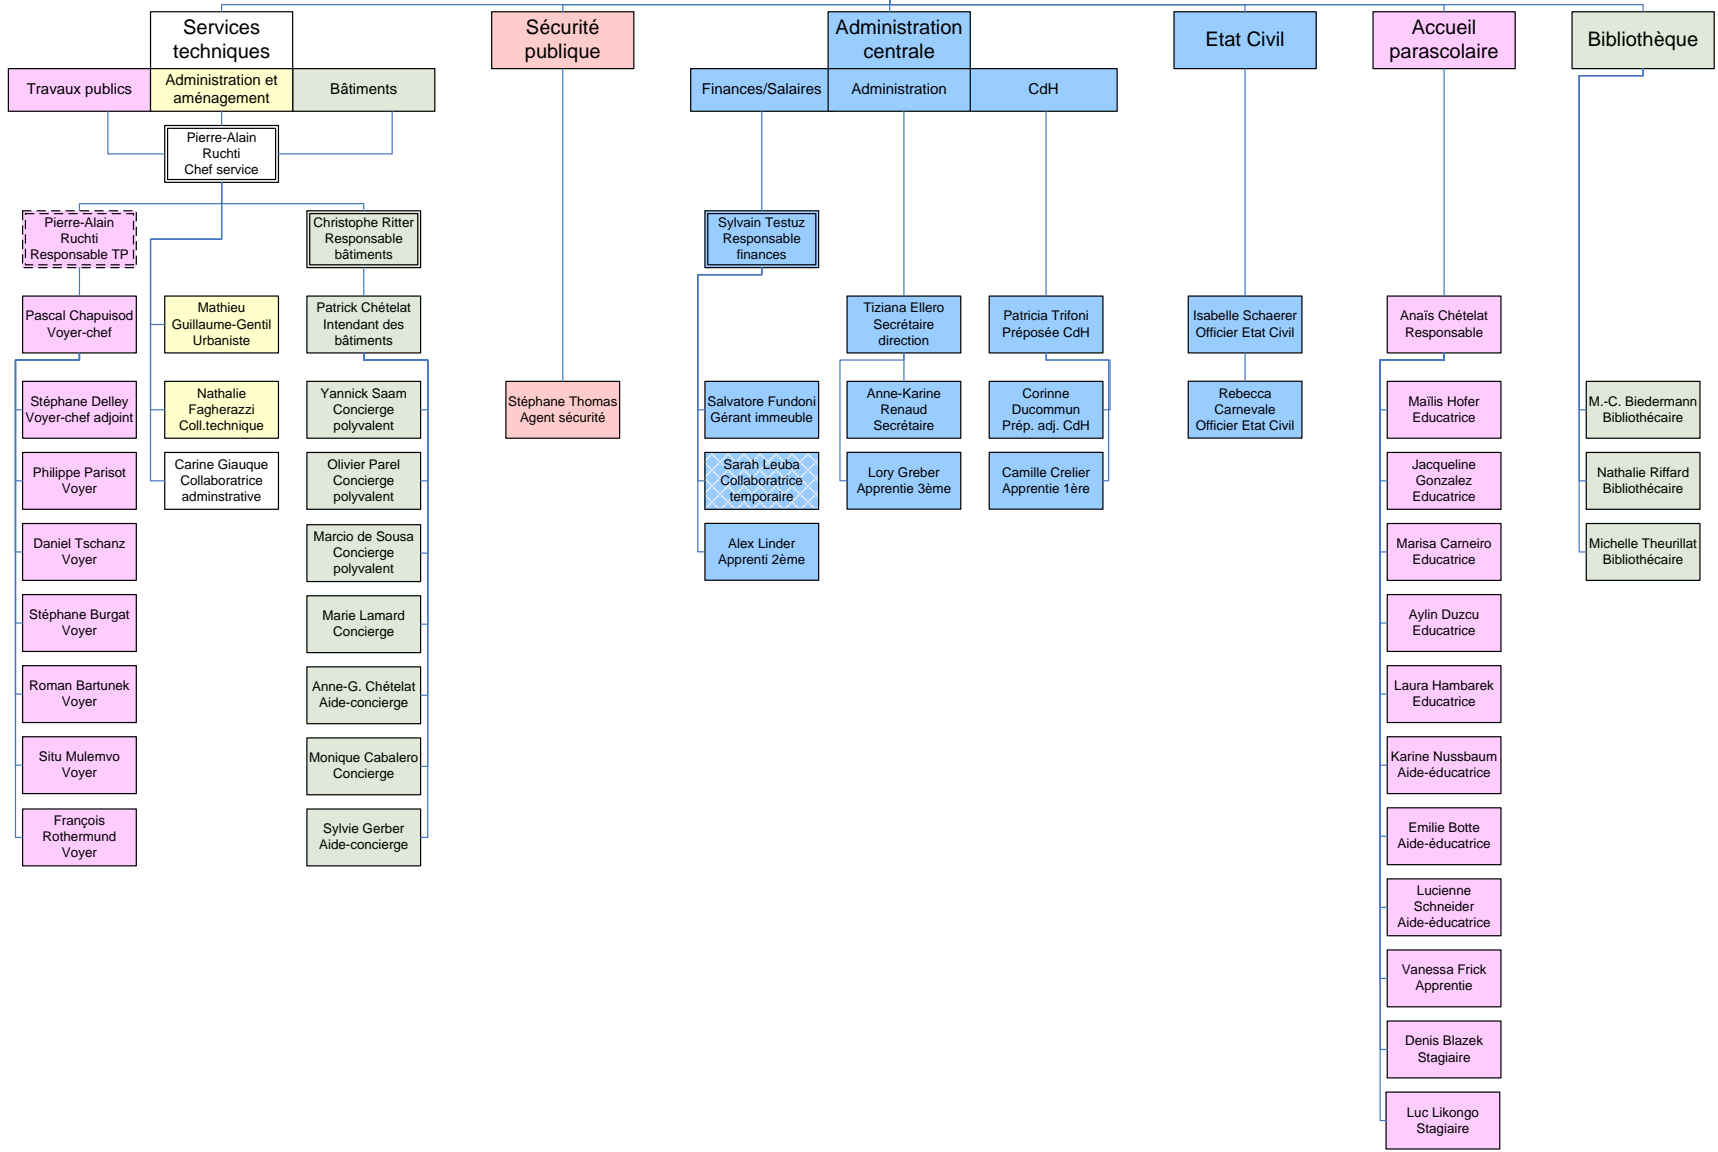 Services
techniques
Travaux publics
Administration et
aménagement
Bâtiments
Pierre-Alain
Ruchti
Chef service
Pierre-Alain
Ruchti
Responsable TP
Pascal Chapuisod
Voyer-chef
Stéphane Delley
Voyer-chef adjoint
Philippe Parisot
Voyer
Daniel Tschanz
Voyer
Stéphane Burgat
Voyer
Roman Bartunek
Voyer
Situ Mulemvo
Voyer
François
Rothermund
Voyer
Mathieu
Guillaume-Gentil
Urbaniste
Nathalie
Fagherazzi
Coll.technique
Carine Giauque
Collaboratrice
adminstrative
Christophe Ritter
Responsable
bâtiments
Patrick Chételat
Intendant des
bâtiments
Yannick Saam
Concierge
polyvalent
Olivier Parel
Concierge
polyvalent
Marcio de Sousa
Concierge
polyvalent
Marie Lamard
Concierge
Anne-G. Chételat
Aide-concierge
Monique Cabalero
Concierge
Sylvie Gerber
Aide-concierge
Sécurité
publique
Stéphane Thomas
Agent sécurité
Administration
centrale
Finances/Salaires
Administration
CdH
Sylvain Testuz
Responsable
finances
Salvatore Fundoni
Gérant immeuble
Sarah Leuba
Collaboratrice
temporaire
Alex Linder
Apprenti 2ème
Tiziana Ellero
Secrétaire
direction
Anne-Karine
Renaud
Secrétaire
Lory Greber
Apprentie 3ème
Patricia Trifoni
Préposée CdH
Corinne
Ducommun
Prép. adj. CdH
Camille Crelier
Apprentie 1ère
Etat Civil
Isabelle Schaerer
Officier Etat Civil
Rebecca
Carnevale
Officier Etat Civil
Accueil
parascolaire
Anaïs Chételat
Responsable
Maïlis Hofer
Educatrice
Jacqueline
Gonzalez
Educatrice
Marisa Carneiro
Educatrice
Aylin Duzcu
Educatrice
Laura Hambarek
Educatrice
Karine Nussbaum
Aide-éducatrice
Emilie Botte
Aide-éducatrice
Lucienne
Schneider
Aide-éducatrice
Vanessa Frick
Apprentie
Denis Blazek
Stagiaire
Luc Likongo
Stagiaire
Bibliothèque
M.-C. Biedermann
Bibliothécaire
Nathalie Riffard
Bibliothécaire
Michelle Theurillat
Bibliothécaire